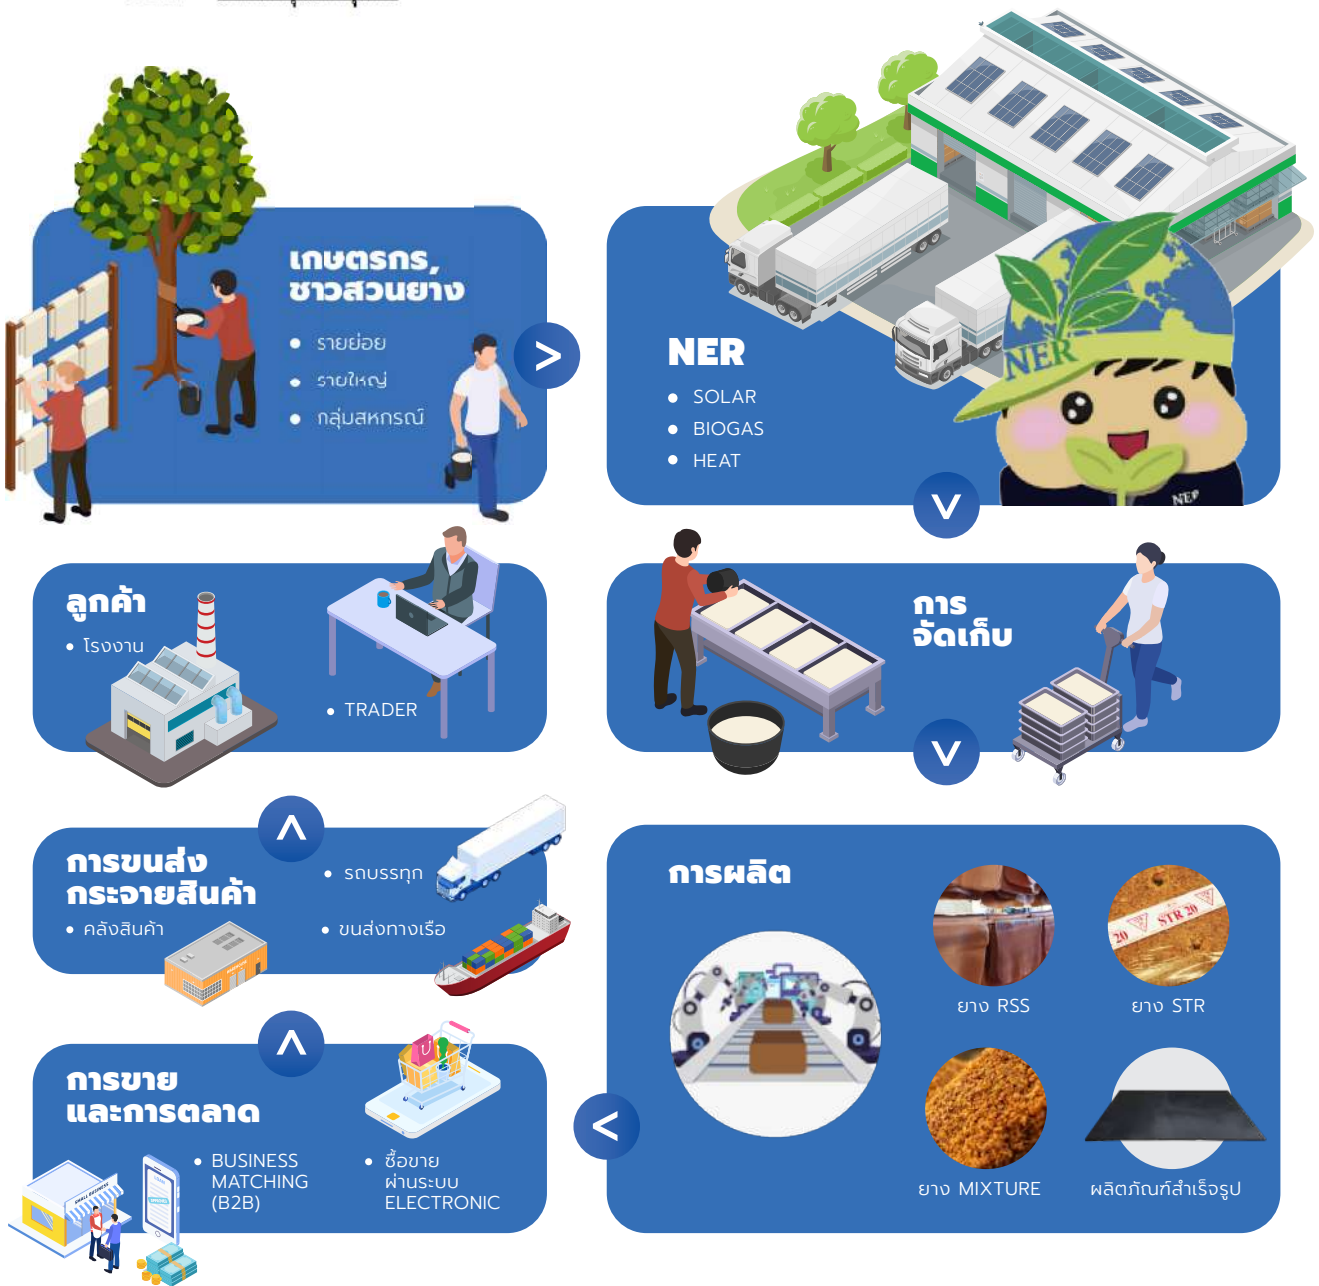 เกษตรกร,
ชาวสวนยาง
• รายย่อย
• รายใหญ่
• กลุ่มสหกรณ์
>
NER
• SOLAR
• BIOGAS
• HEAT
NER
NER
V
การ
จัดเก็บ
V
การผลิต
20
STR 20
ยาง RSS
ยาง STR
ยาง MIXTURE
ผลิตภัณฑ์สำเร็จรูป
<
การขาย
และการตลาด
• BUSINESS
MATCHING
(B2B)
• ซื้อขาย
ผ่านระบบ
ELECTRONIC
SMALL BUSINESS
การขนส่ง
กระจายสินค้า
• คลังสินค้า
• รถบรรทุก
• ขนส่งทางเรือ
ลูกค้า
• โรงงาน
• TRADER